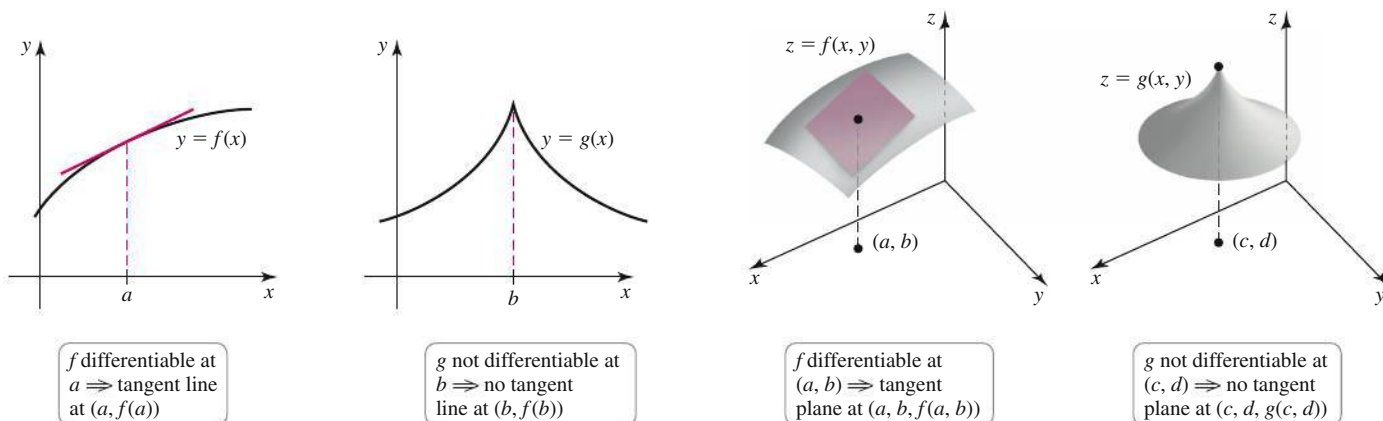 y
y = f(x)
a
x
f differentiable at
a ⇒ tangent line
at (a, f(a))
y
y = g(x)
b
x
g not differentiable at
b ⇒ no tangent
line at (b, f(b))
z
z = f(x, y)
(a, b)
x
y
f differentiable at
(a, b) ⇒ tangent
plane at (a, b, f(a, b))
z
z = g(x, y)
(c, d)
x
y
g not differentiable at
(c, d) ⇒ no tangent
plane at (c, d, g(c, d))